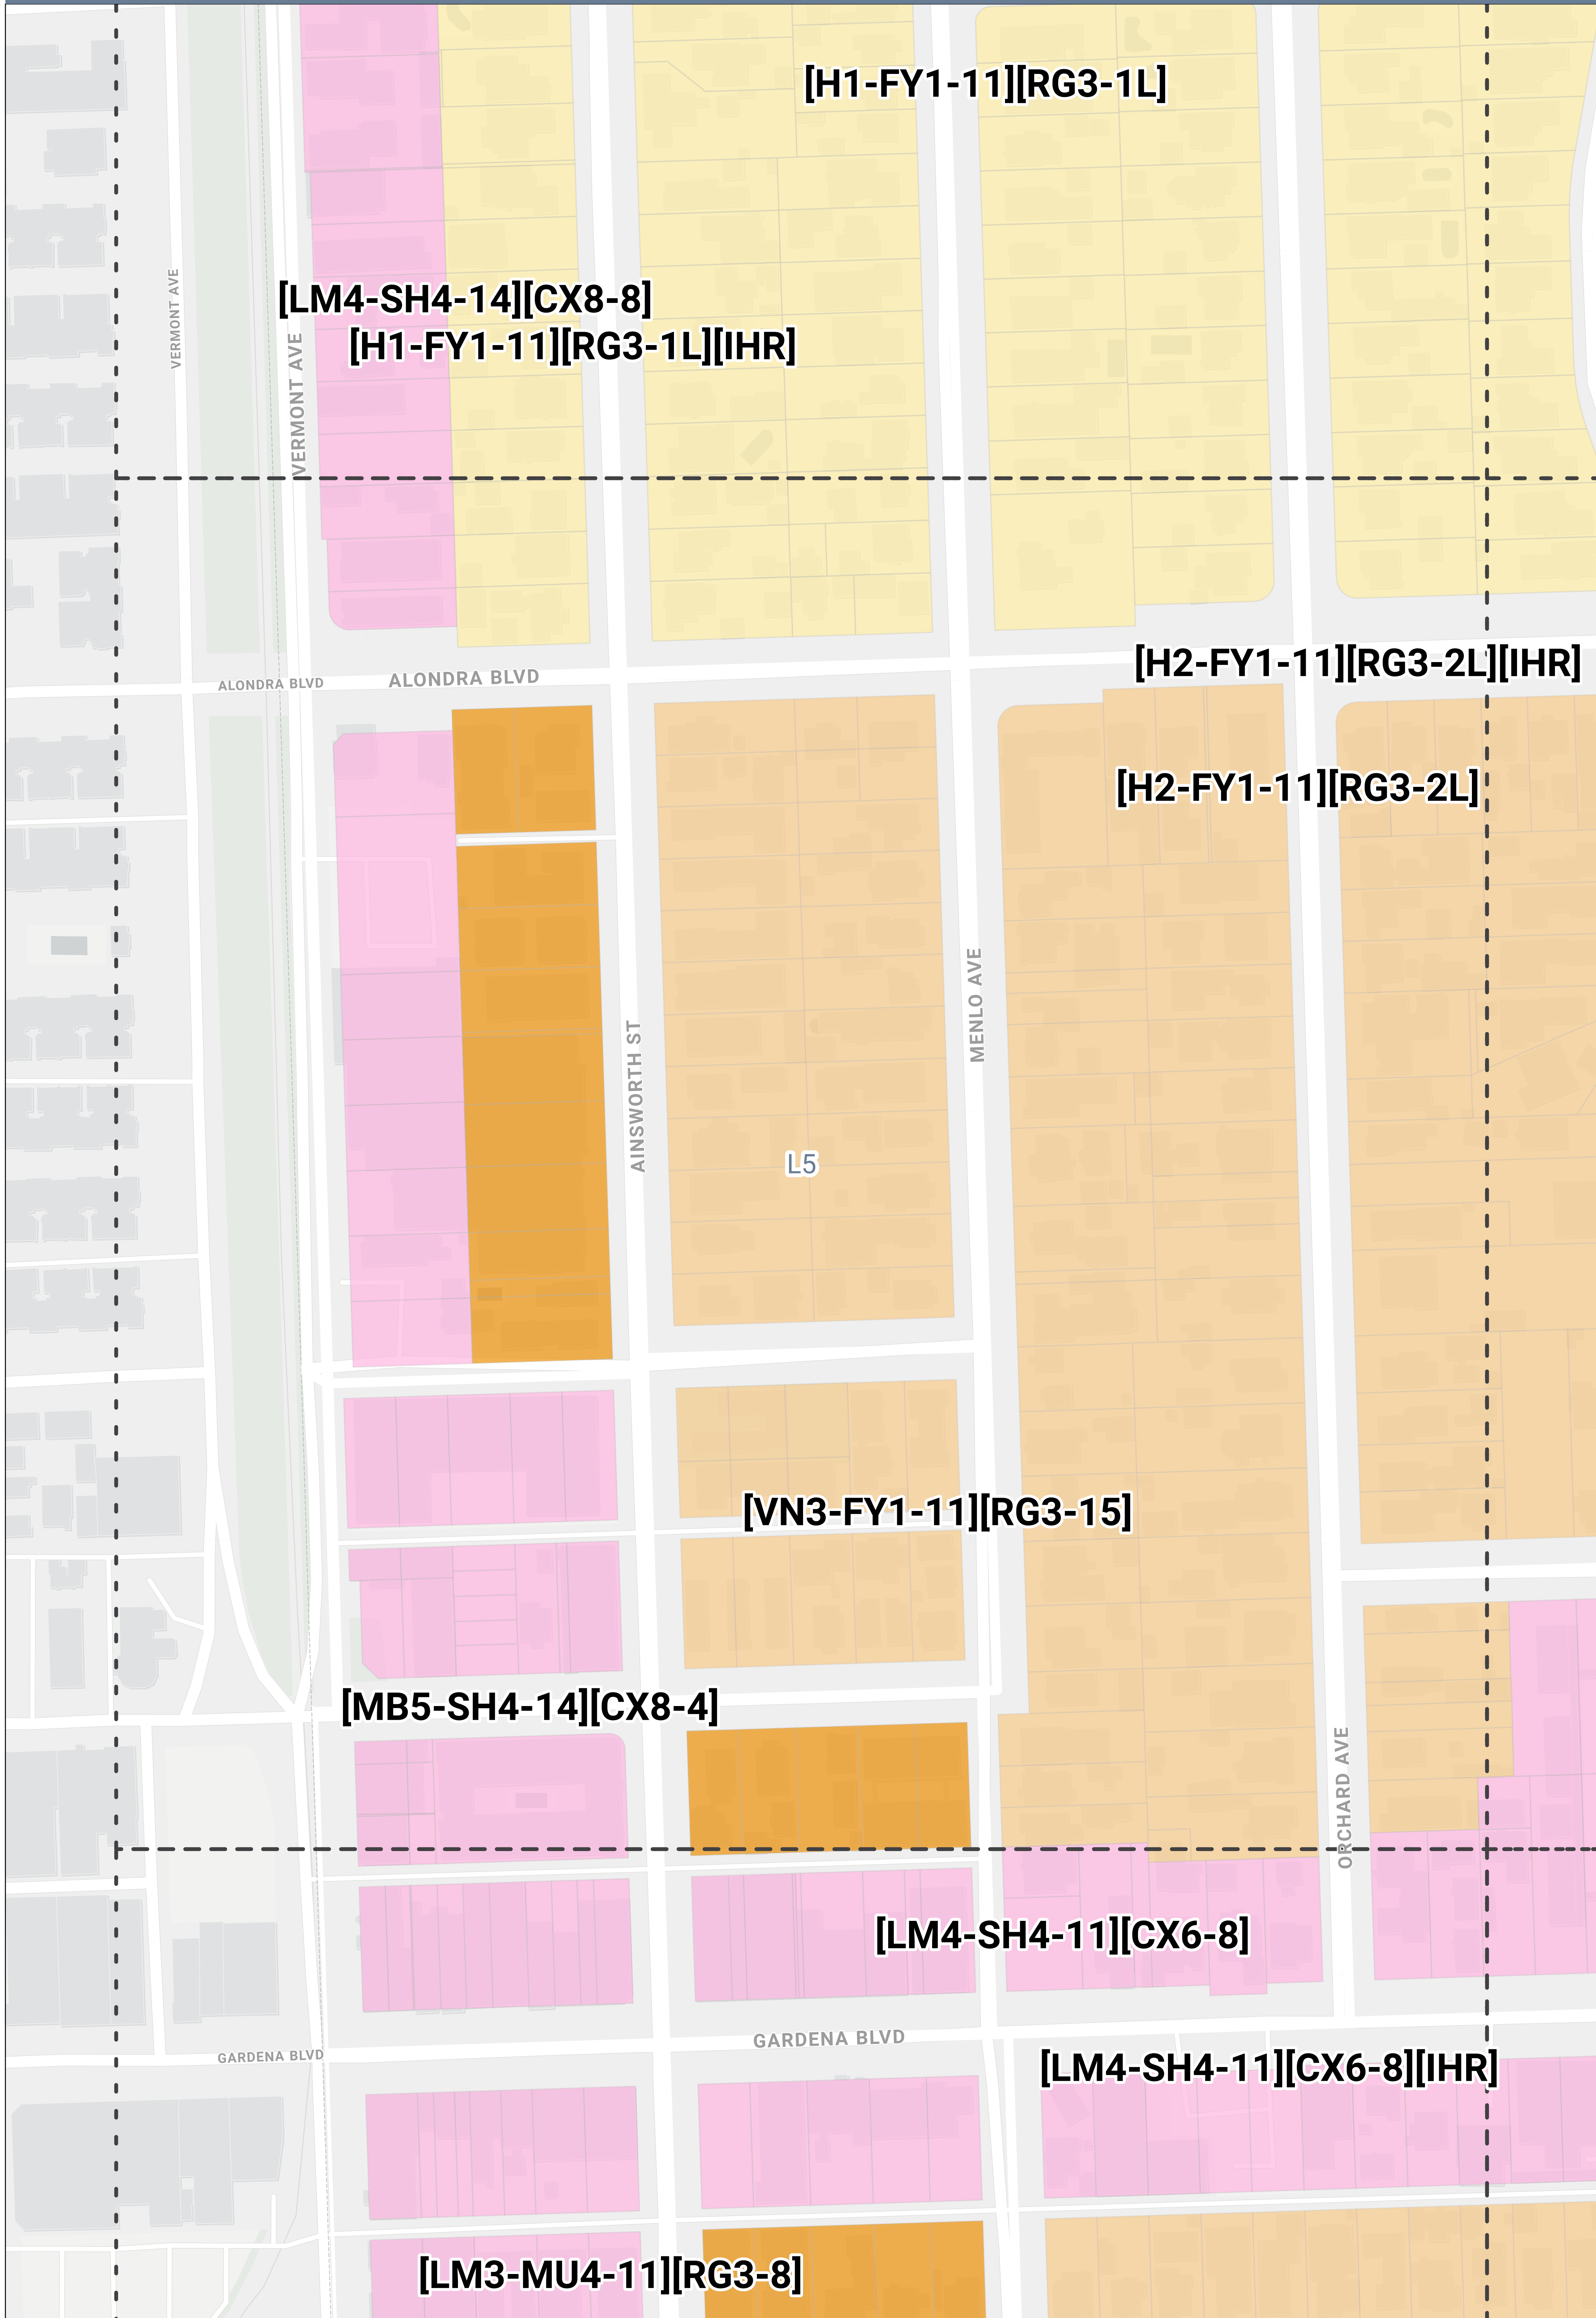 [H1-FY1-11][RG3-1L]
VERMONT AVE
[LM4-SH4-14][CX8-8]
VERMONT AVE
[H1-FY1-11][RG3-1L][IHR]
[H2-FY1-11][RG3-2L][IHR]
ALONDRA BLVD
ALONDRA BLVD
[H2-FY1-11][RG3-2L]
MENLO AVE
AINSWORTH ST
L5
[VN3-FY1-11][RG3-15]
[MB5-SH4-14][CX8-4]
ORCHARD AVE
[LM4-SH4-11][CX6-8]
GARDENA BLVD
GARDENA BLVD
[LM4-SH4-11][CX6-8][IHR]
[LM3-MU4-11][RG3-8]